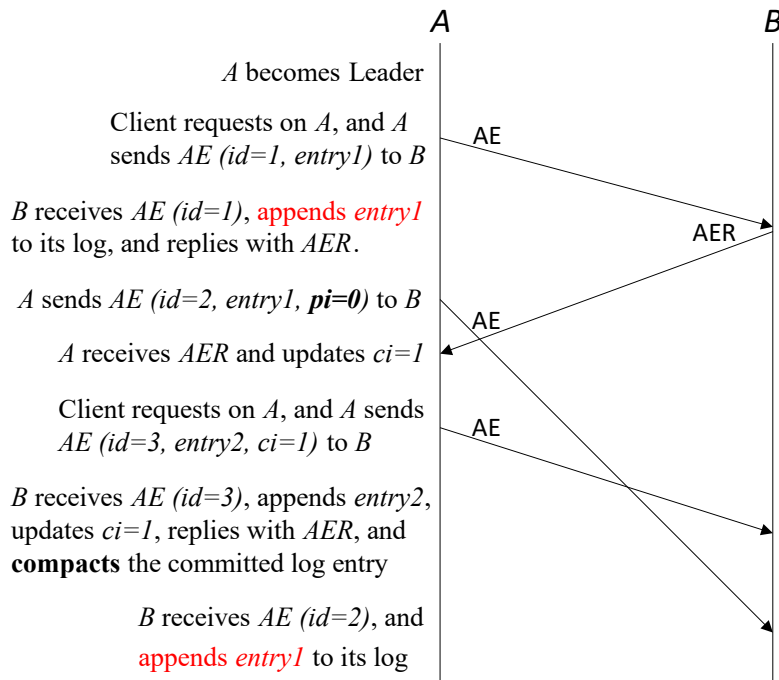 A
B
A becomes Leader
Client requests on A, and A
sends AE (id=1, entry1) to B
AE
B receives AE (id=1), appends entry1
to its log, and replies with AER.
AER
A sends AE (id=2, entry1, pi=0) to B
AE
A receives AER and updates ci=1
Client requests on A, and A sends
AE (id=3, entry2, ci=1) to B
AE
B receives AE (id=3), appends entry2,
updates ci=1, replies with AER, and
compacts the committed log entry
B receives AE (id=2), and
appends entry1 to its log